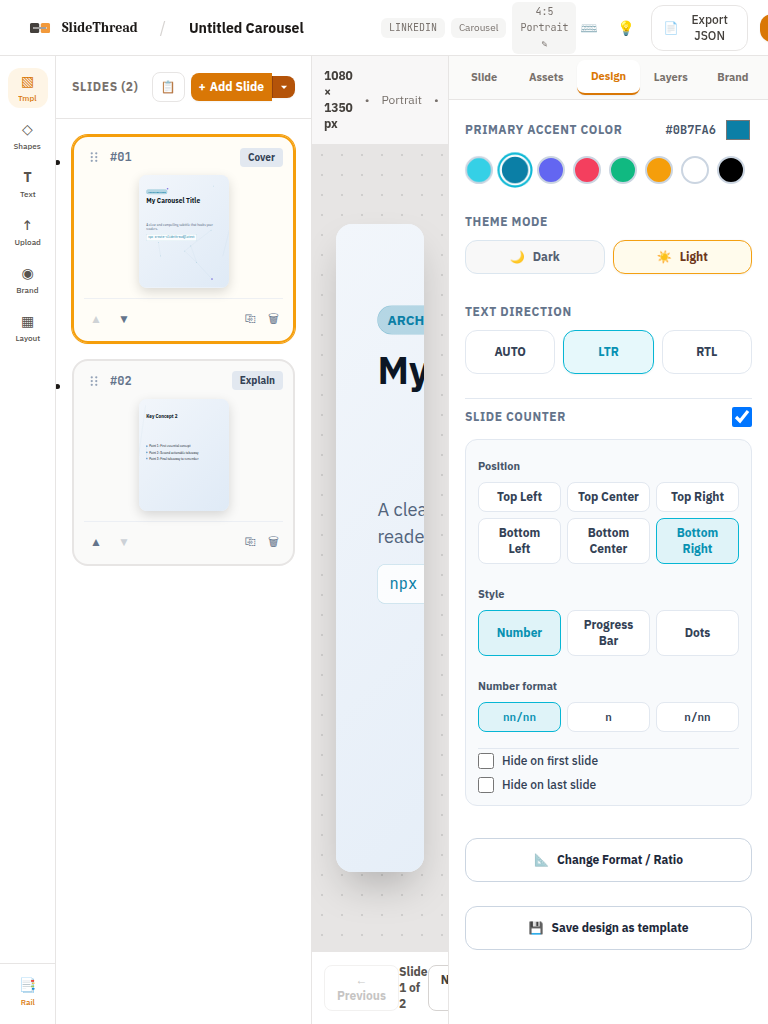 SlideThread / Untitled Carousel
LINKEDIN
Carousel
4:5
Portrait
✎
Export
JSON
Tmpl
Shapes
Text
Upload
Brand
Layout
Rail
SLIDES (2)
+ Add Slide
#01
Cover
My Carousel Title
#02
Explain
Key Concept 2
1080
×
1350
px
• Portrait •
ARCH
My
A clea
reade
npx
←
Previous
Slide
1 of
2
N
Slide
Assets
Design
Layers
Brand
PRIMARY ACCENT COLOR
#0B7FA6
THEME MODE
Dark
Light
TEXT DIRECTION
AUTO
LTR
RTL
SLIDE COUNTER
Position
Top Left
Top Center
Top Right
Bottom
Left
Bottom
Center
Bottom
Right
Style
Number
Progress
Bar
Dots
Number format
nn/nn
n
n/nn
Hide on first slide
Hide on last slide
Change Format / Ratio
Save design as template